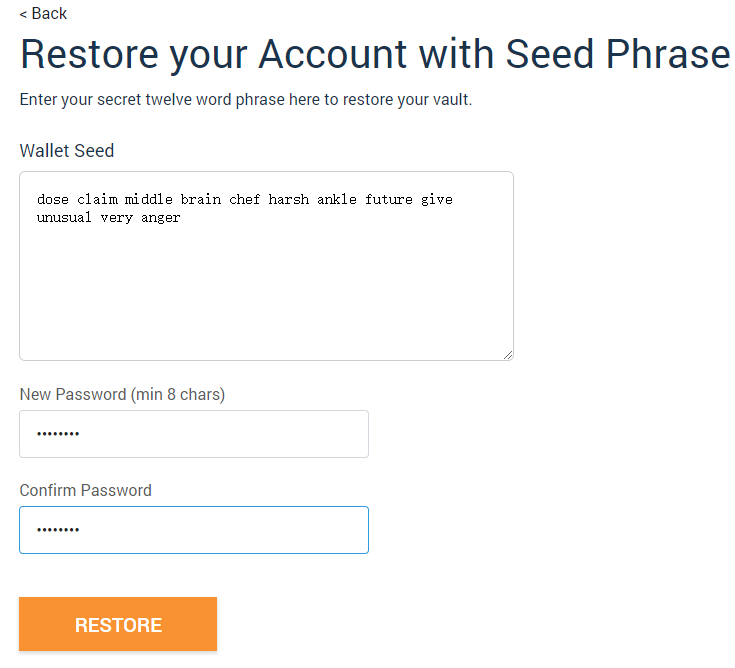 < Back
Restore your Account with Seed Phrase
Enter your secret twelve word phrase here to restore your vault.
Wallet Seed
dose claim middle brain chef harsh ankle future give
unusual very anger
New Password (min 8 chars)
••••••••
Confirm Password
••••••••
RESTORE